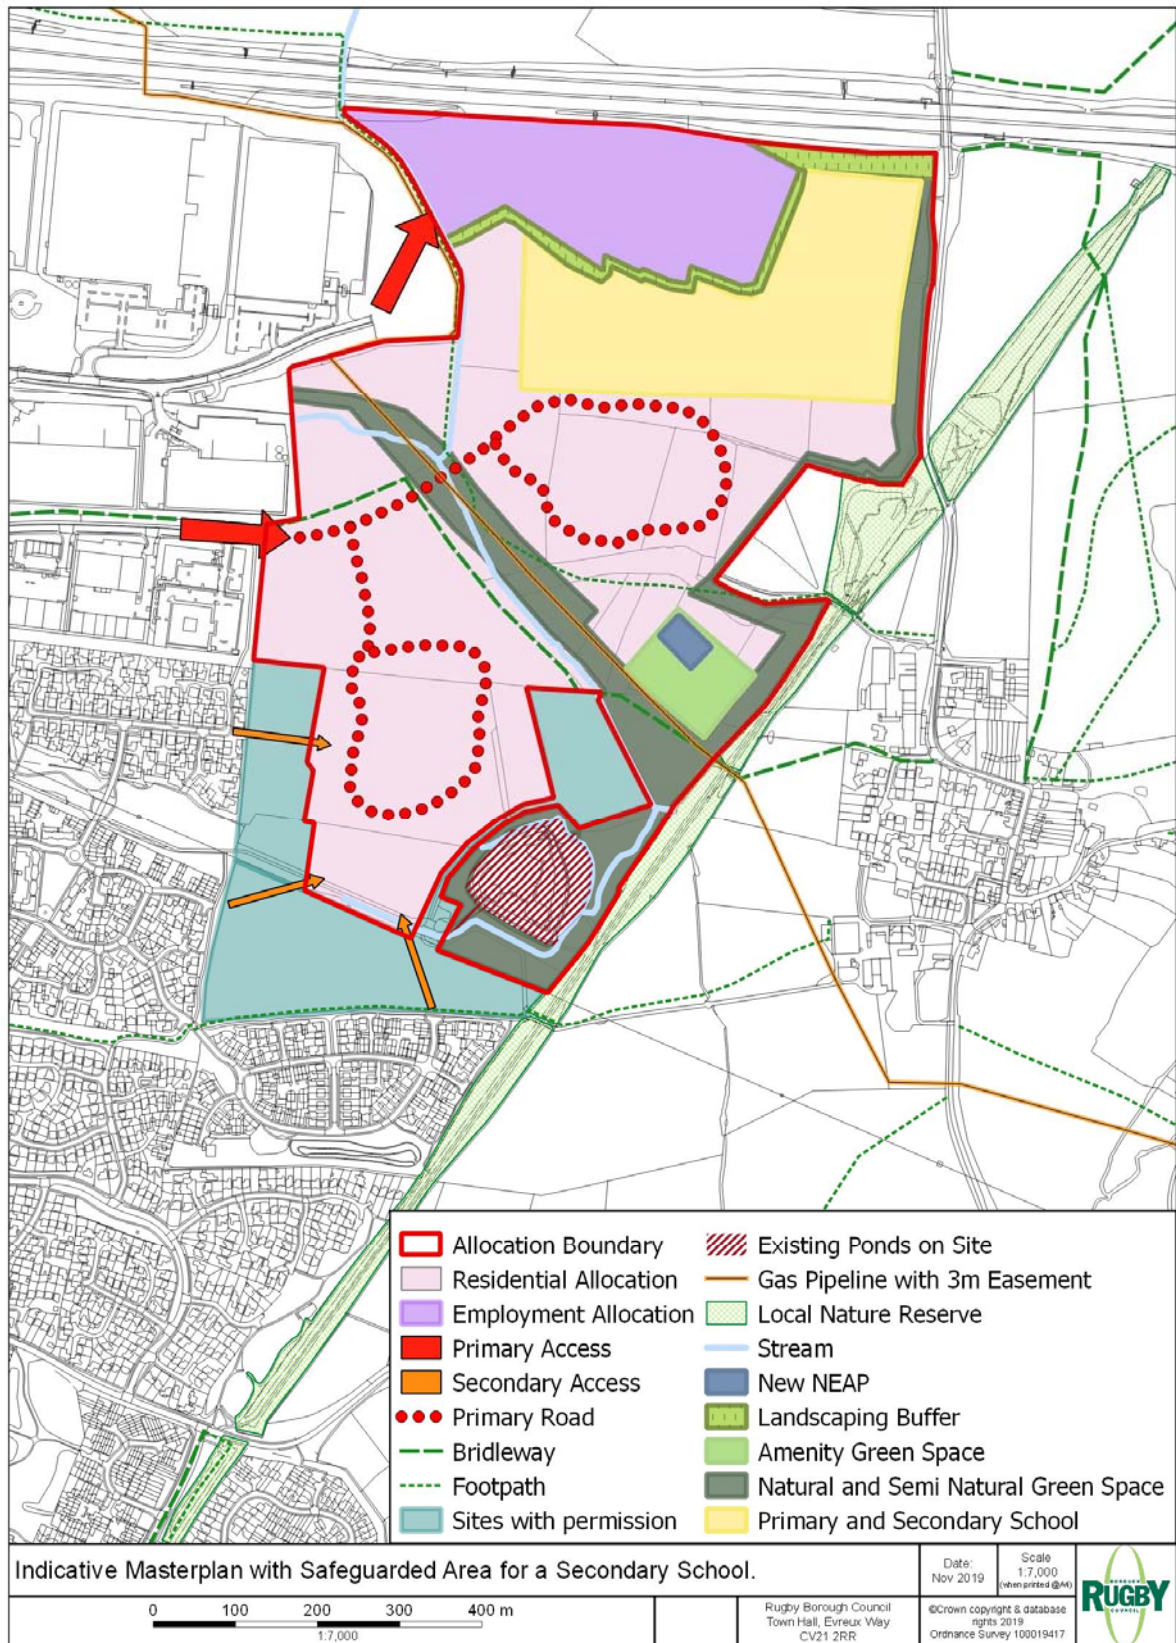 Allocation Boundary
Residential Allocation
Employment Allocation
Primary Access
Secondary Access
Primary Road
Bridleway
Footpath
Sites with permission
Existing Ponds on Site
Gas Pipeline with 3m Easement
Local Nature Reserve
Stream
New NEAP
Landscaping Buffer
Amenity Green Space
Natural and Semi Natural Green Space
Primary and Secondary School
Indicative Masterplan with Safeguarded Area for a Secondary School.
Date:
Nov 2019
Scale
1:7,000
(when printed @A4)
0 100 200 300 400 m
1:7,000
Rugby Borough Council
Town Hall, Evreux Way
CV21 2RR
©Crown copyright & database
rights 2019
Ordnance Survey 100019417
BOROUGH
RUGBY
COUNCIL